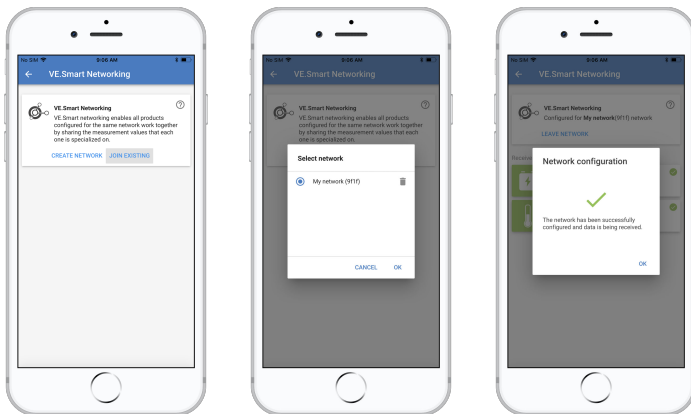 No SIM 9:06 AM
VE.Smart Networking
VE.Smart Networking
VE.Smart networking enables all products
configured for the same network work together
by sharing the measurement values that each
one is specialized on.
CREATE NETWORK JOIN EXISTING
No SIM 9:06 AM
VE.Smart Networking
VE.Smart Networking
VE.Smart networking enables all products
configured for the same network work together
by sharing the measurement values that each
one is specialized on.
Select network
My network (9f1f)
CANCEL OK
No SIM 9:06 AM
VE.Smart Networking
VE.Smart Networking
Configured for My network(9f1f) network
LEAVE NETWORK
Receive
Network configuration
The network has been successfully
configured and data is being received.
OK